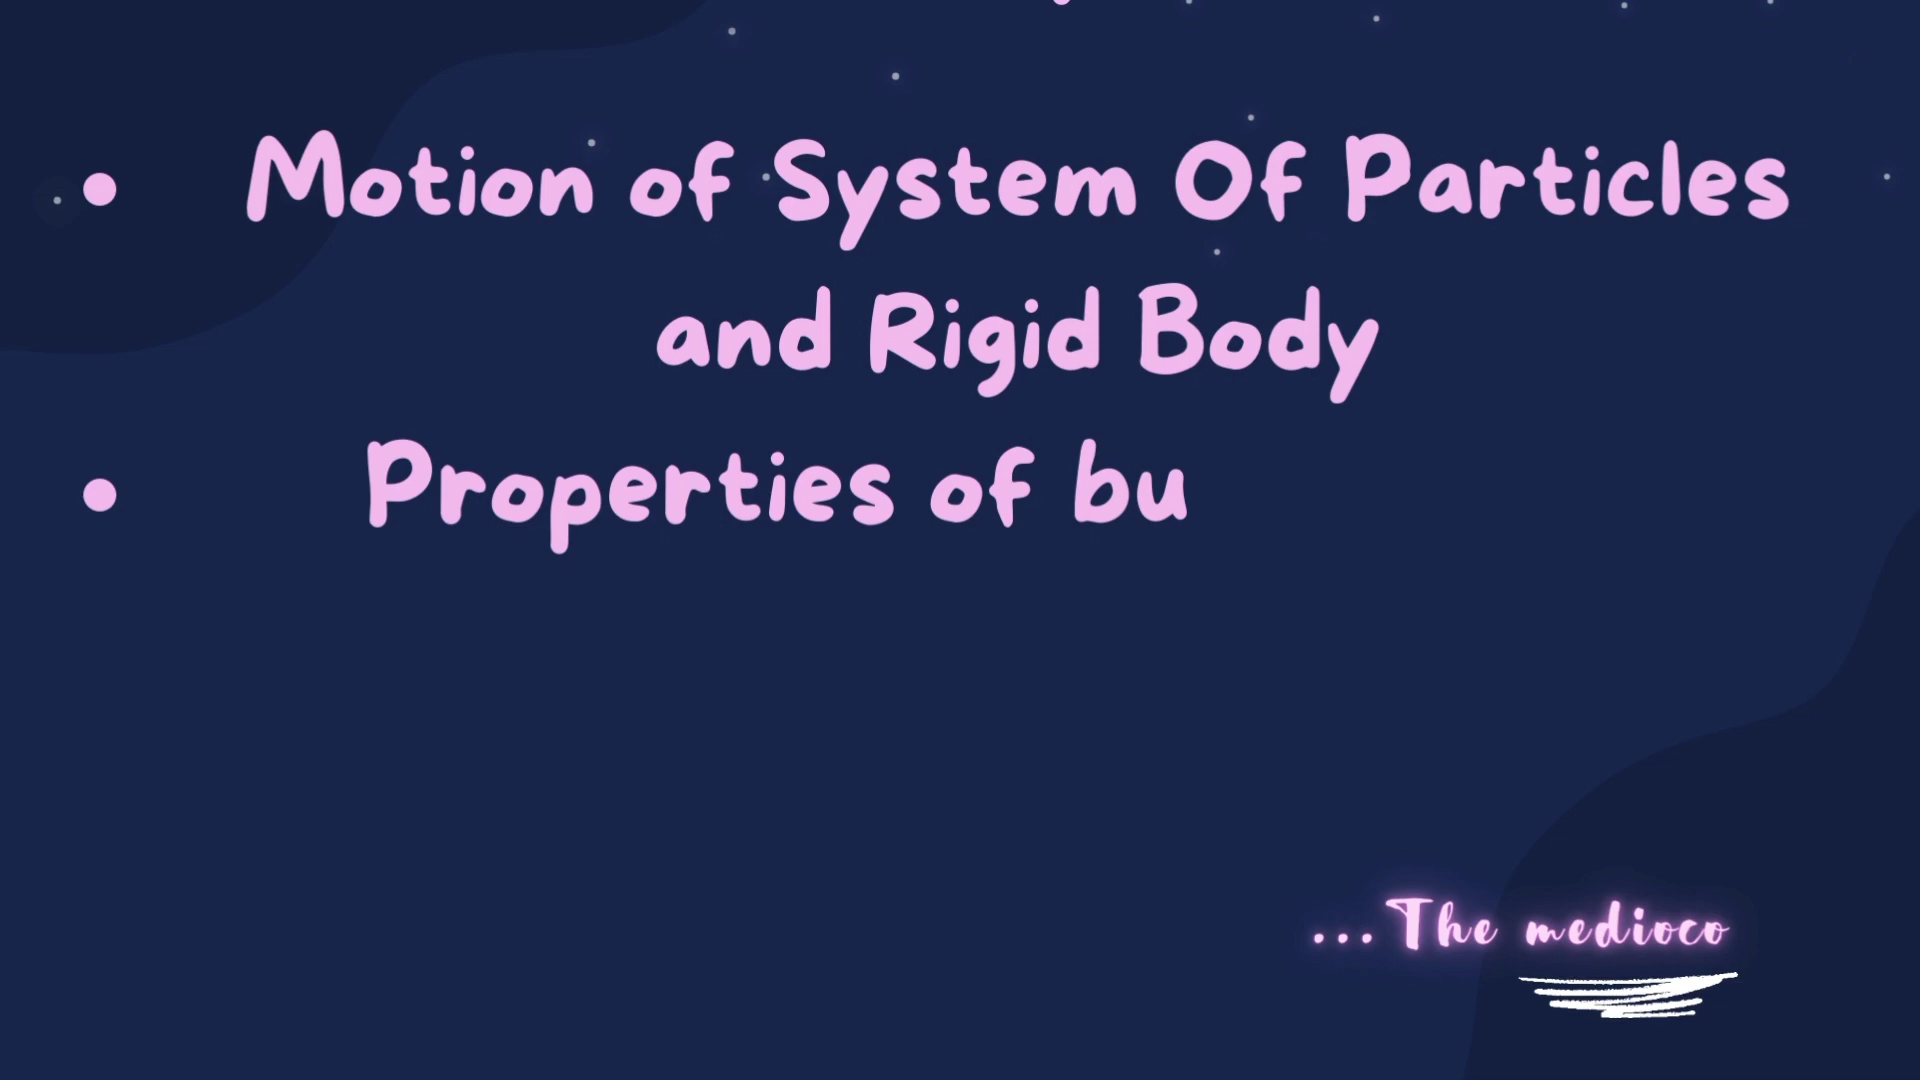 • Motion of System Of Particles
and Rigid Body
• Properties of bu
...The medioco